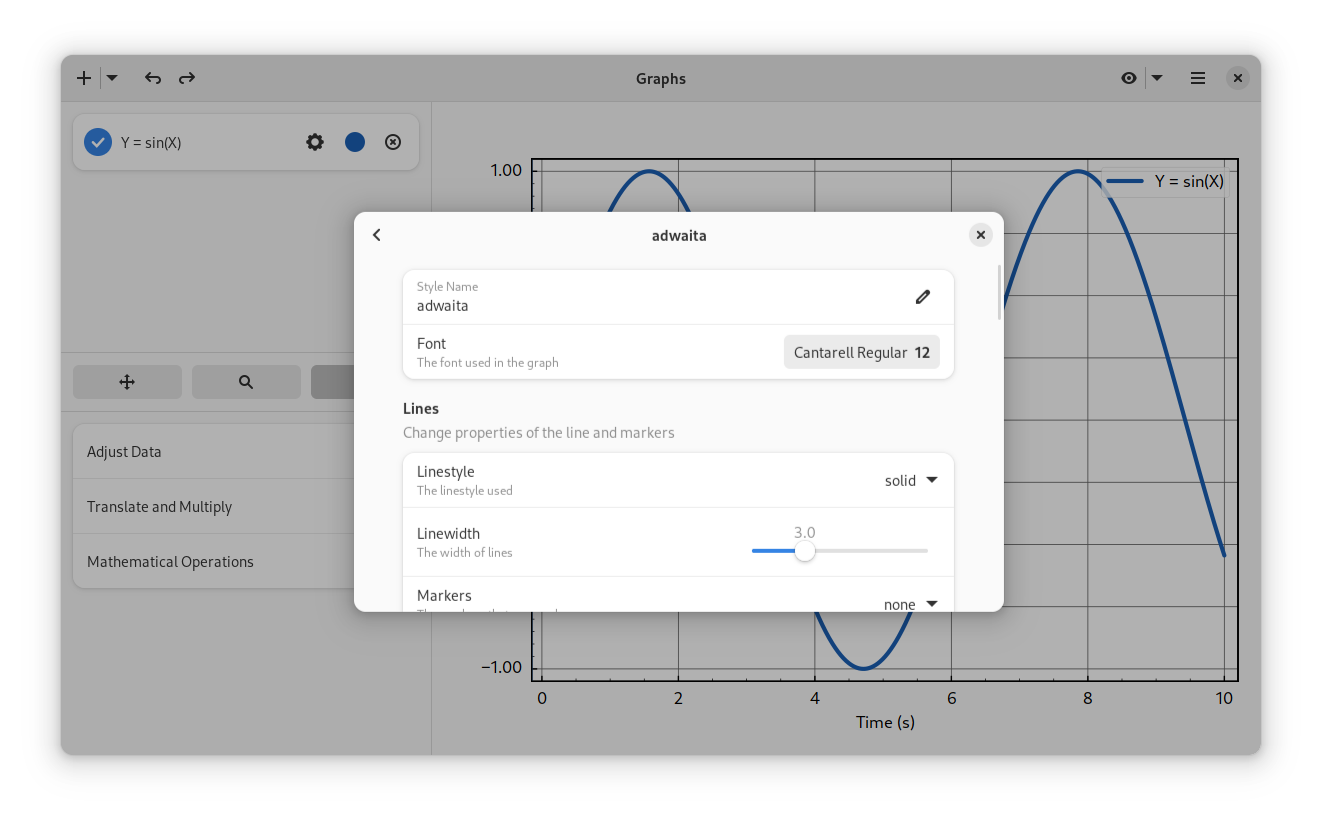 Graphs
Y = sin(X)
1.00
Y = sin(X)
adwaita
Style Name
adwaita
Font
The font used in the graph
Cantarell Regular 12
Lines
Change properties of the line and markers
Linestyle
The linestyle used
solid
Linewidth
The width of lines
3.0
Markers
none
Adjust Data
Translate and Multiply
Mathematical Operations
−1.00
0 2 4 6 8 10
Time (s)